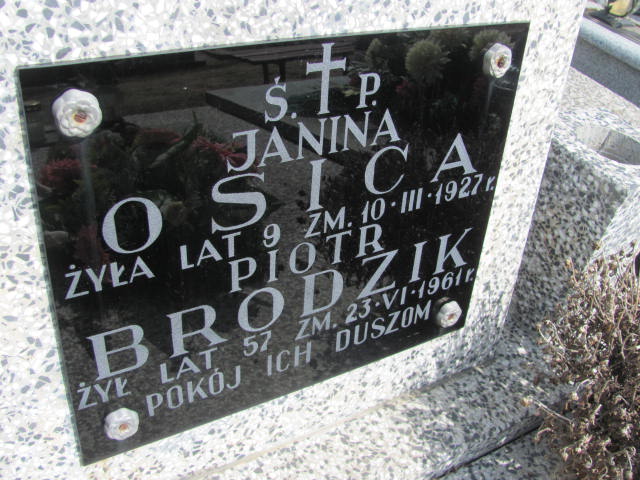 Ś. P.
JANINA
OSICA
ŻYŁA LAT 9 ZM. 10·III·1927 r.
PIOTR
BRODZIK
ŻYŁ LAT 57 ZM. 23·VI·1961 r.
POKÓJ ICH DUSZOM